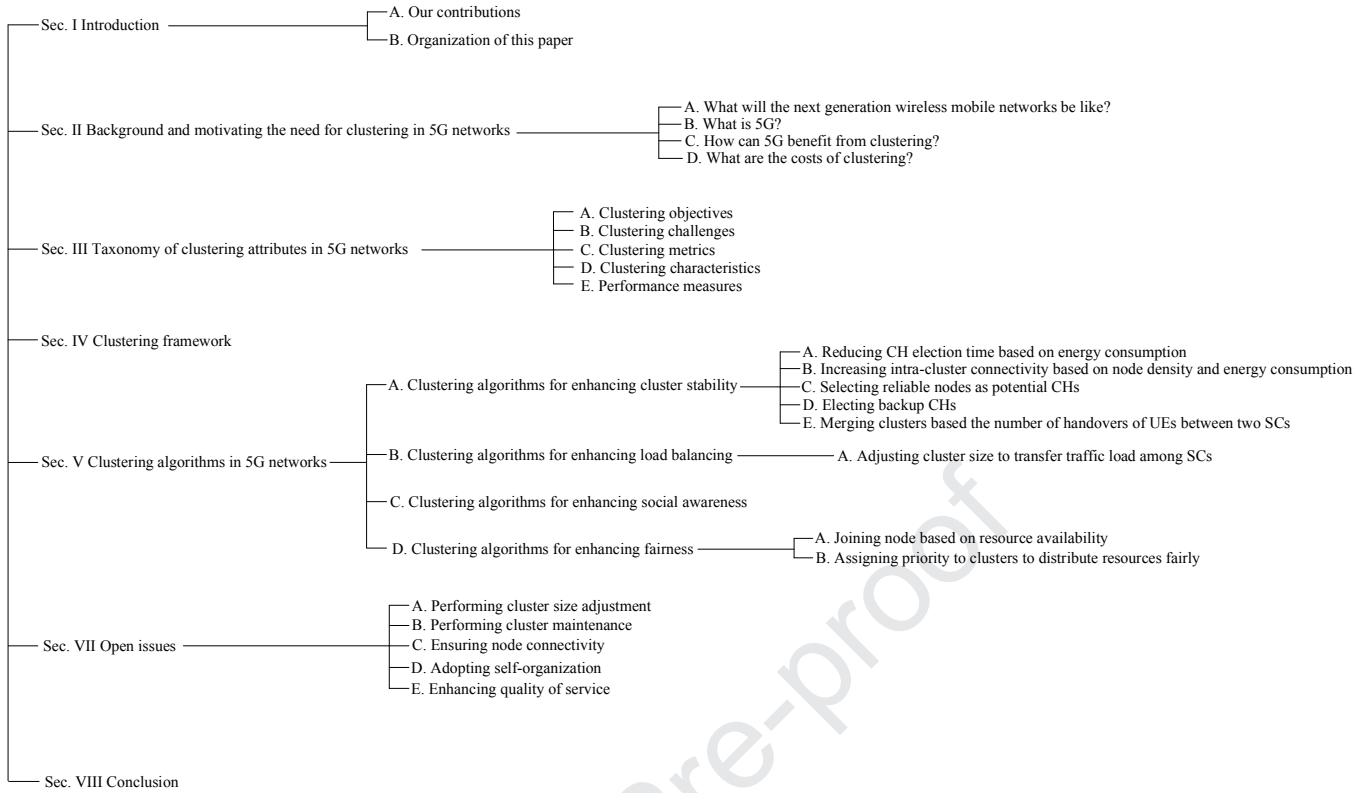 Sec. I Introduction
A. Our contributions
B. Organization of this paper
Sec. II Background and motivating the need for clustering in 5G networks
A. What will the next generation wireless mobile networks be like?
B. What is 5G?
C. How can 5G benefit from clustering?
D. What are the costs of clustering?
Sec. III Taxonomy of clustering attributes in 5G networks
A. Clustering objectives
B. Clustering challenges
C. Clustering metrics
D. Clustering characteristics
E. Performance measures
Sec. IV Clustering framework
Sec. V Clustering algorithms in 5G networks
A. Clustering algorithms for enhancing cluster stability
A. Reducing CH election time based on energy consumption
B. Increasing intra-cluster connectivity based on node density and energy consumption
C. Selecting reliable nodes as potential CHs
D. Electing backup CHs
E. Merging clusters based the number of handovers of UEs between two SCs
B. Clustering algorithms for enhancing load balancing
A. Adjusting cluster size to transfer traffic load among SCs
C. Clustering algorithms for enhancing social awareness
D. Clustering algorithms for enhancing fairness
A. Joining node based on resource availability
B. Assigning priority to clusters to distribute resources fairly
Sec. VII Open issues
A. Performing cluster size adjustment
B. Performing cluster maintenance
C. Ensuring node connectivity
D. Adopting self-organization
E. Enhancing quality of service
Sec. VIII Conclusion
Pre-proof